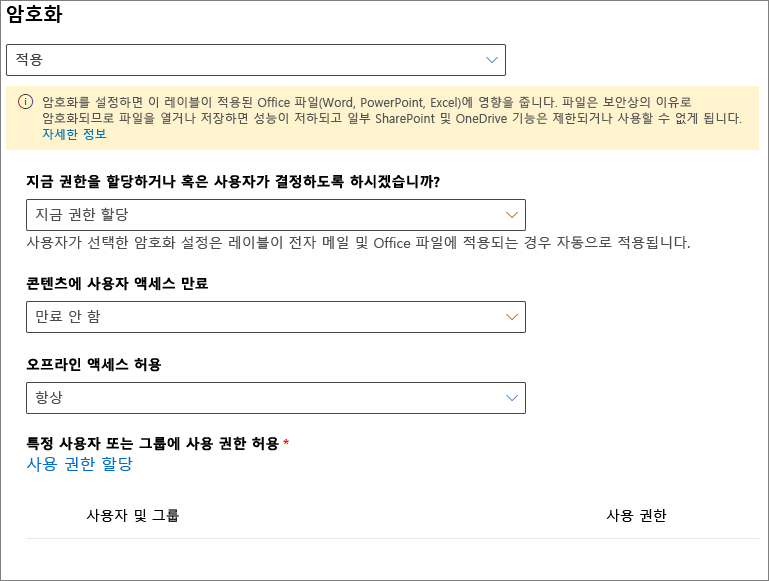 암호화
적용
암호화를 설정하면 이 레이블이 적용된 Office 파일(Word, PowerPoint, Excel)에 영향을 줍니다. 파일은 보안상의 이유로
암호화되므로 파일을 열거나 저장하면 성능이 저하되고 일부 SharePoint 및 OneDrive 기능은 제한되거나 사용할 수 없게 됩니다.
자세한 정보
지금 권한을 할당하거나 혹은 사용자가 결정하도록 하시겠습니까?
지금 권한 할당
사용자가 선택한 암호화 설정은 레이블이 전자 메일 및 Office 파일에 적용되는 경우 자동으로 적용됩니다.
콘텐츠에 사용자 액세스 만료
만료 안 함
오프라인 액세스 허용
항상
특정 사용자 또는 그룹에 사용 권한 허용 *
사용 권한 할당
사용자 및 그룹 사용 권한